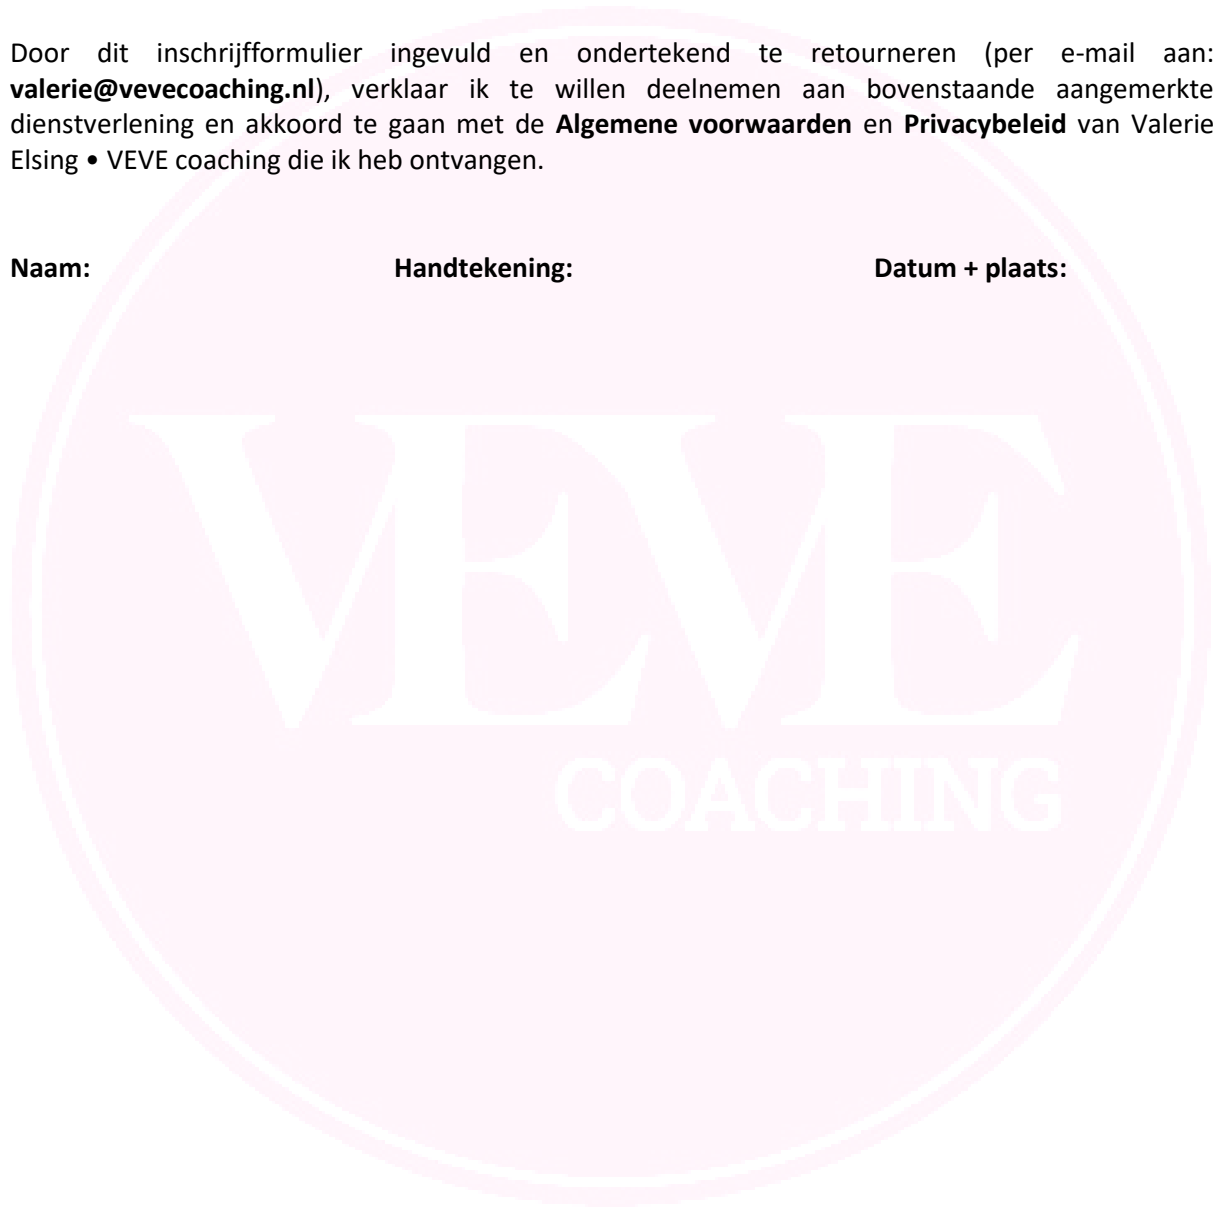 Door dit inschrijfformulier ingevuld en ondertekend te retourneren (per e-mail aan:
valerie@vevecoaching.nl), verklaar ik te willen deelnemen aan bovenstaande aangemerkte
dienstverlening en akkoord te gaan met de Algemene voorwaarden en Privacybeleid van Valerie
Elsing • VEVE coaching die ik heb ontvangen.
Naam: Handtekening: Datum + plaats:
VEVE
COACHING